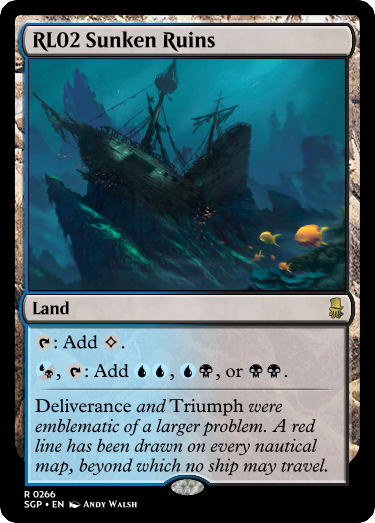 RL02 Sunken Ruins
Land
: Add .
, : Add , , or .
Deliverance and Triumph were
emblematic of a larger problem. A red
line has been drawn on every nautical
map, beyond which no ship may travel.
R 0266
SGP • EN Andy Walsh